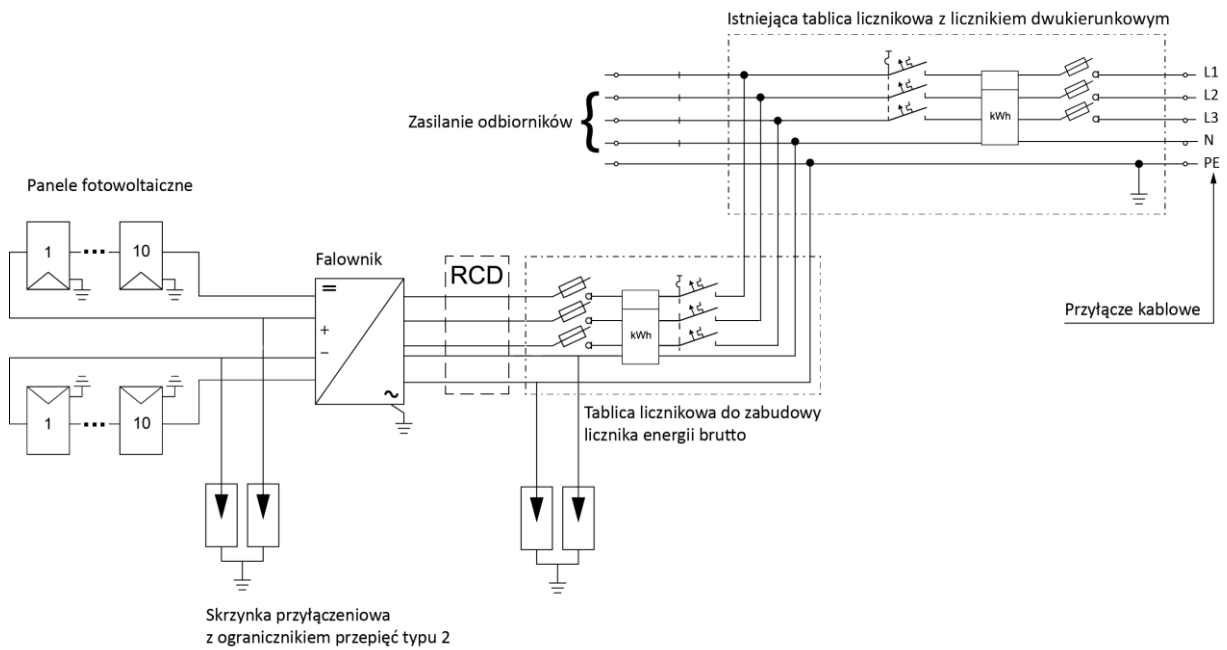 Istniejąca tablica licznikowa z licznikiem dwukierunkowym
L1
L2
L3
N
PE
kWh
Zasilanie odbiorników
Panele fotowoltaiczne
1
10
Falownik
RCD
+
−
kWh
Przyłącze kablowe
1
10
Tablica licznikowa do zabudowy
licznika energii brutto
Skrzynka przyłączeniowa
z ogranicznikiem przepięć typu 2